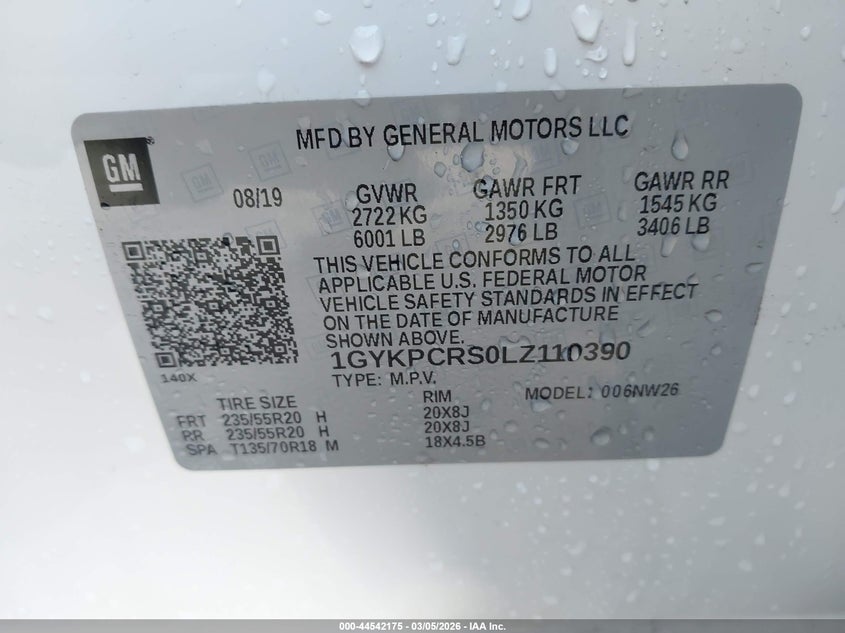 MFD BY GENERAL MOTORS LLC
GM
08/19
GVWR GAWR FRT GAWR RR
2722 KG 1350 KG 1545 KG
6001 LB 2976 LB 3406 LB
THIS VEHICLE CONFORMS TO ALL
APPLICABLE U.S. FEDERAL MOTOR
VEHICLE SAFETY STANDARDS IN EFFECT
ON THE DATE OF MANUFACTURE
SHOWN ABOVE.
1GYKPCRS0LZ110390
140X
TYPE: M.P.V. MODEL: 006NW26
TIRE SIZE RIM
FRT 235/55R20 H 20X8J
RR 235/55R20 H 20X8J
SPA T135/70R18 M 18X4.5B
000-44542175 | 03/05/2026 | IAA Inc.